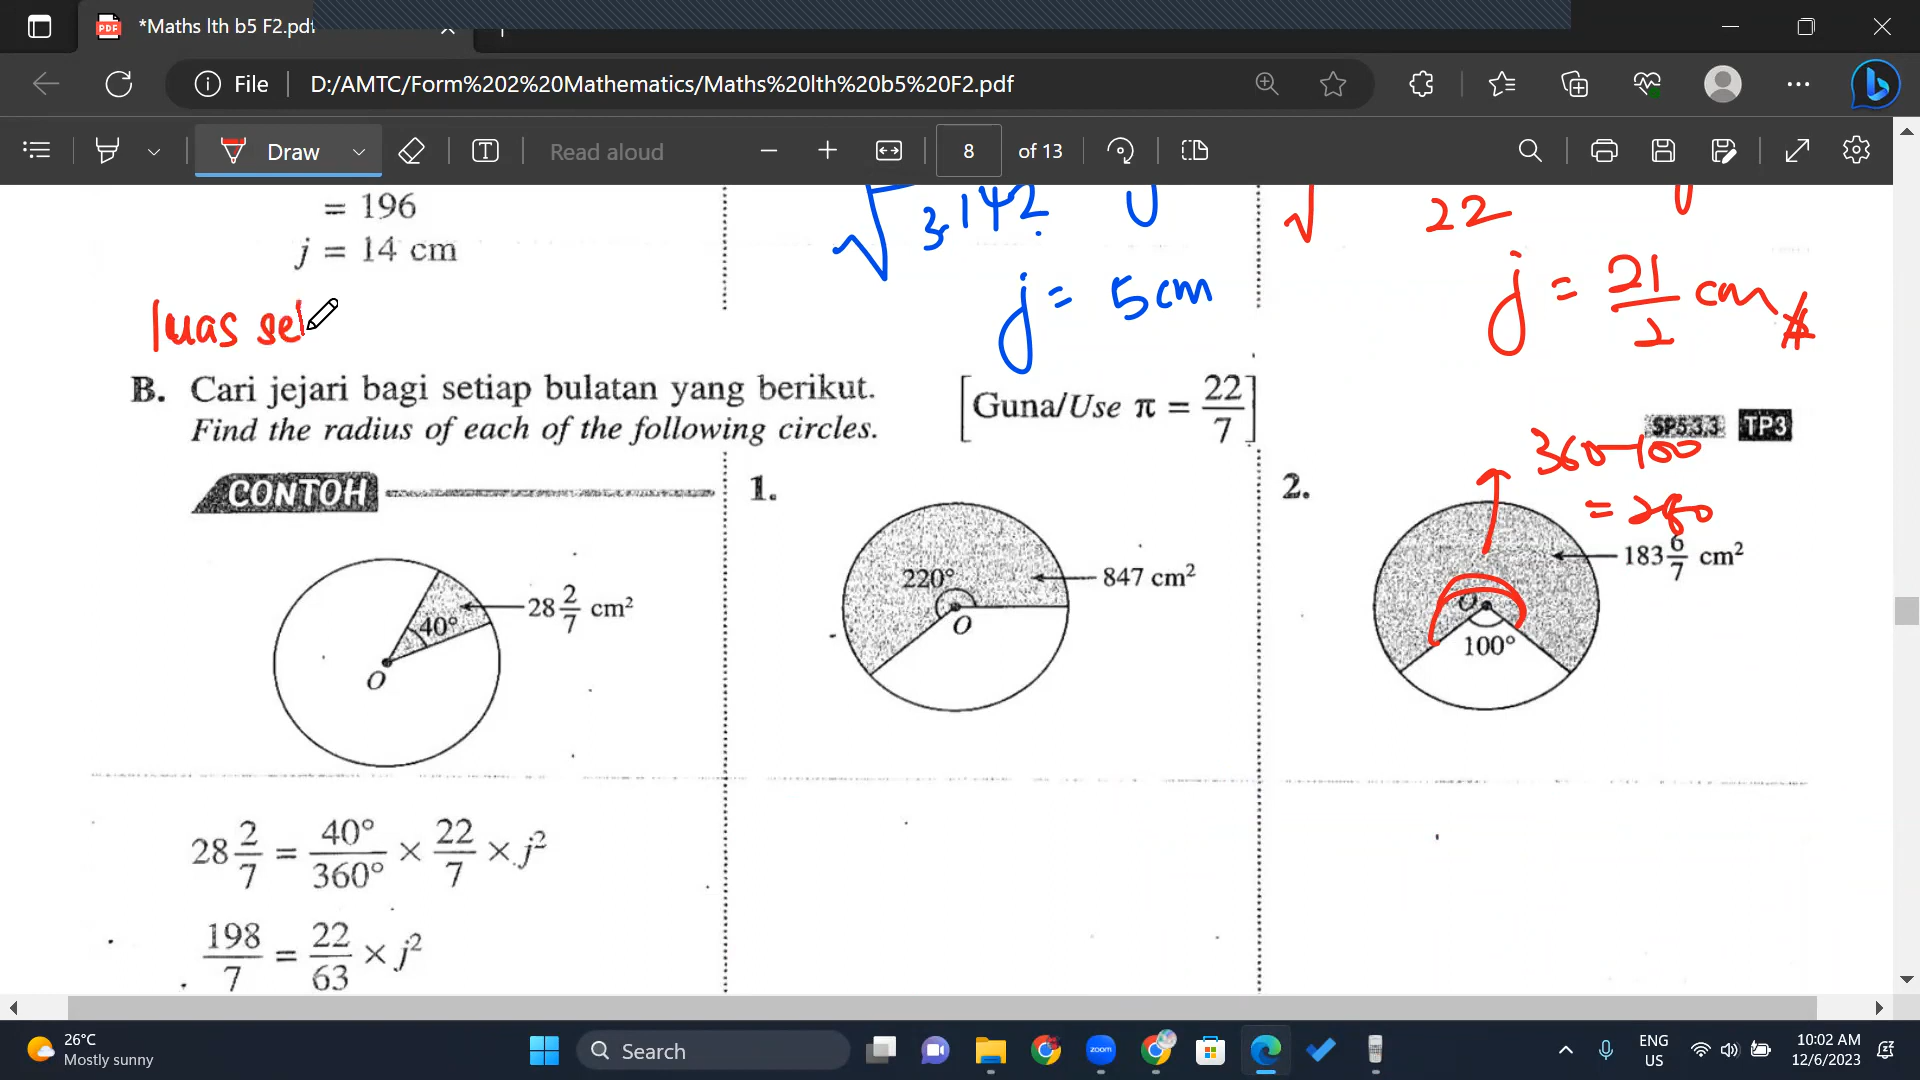 *Maths lth b5 F2.pdf
File
D:/AMTC/Form%202%20Mathematics/Maths%20lth%20b5%20F2.pdf
Draw
Read aloud
8 of 13
= 196
j = 14 cm
3.142
j = 5 cm
22
j = 21/2 cm
luas sel
B. Cari jejari bagi setiap bulatan yang berikut.
Find the radius of each of the following circles.
[Guna/Use π = 22/7]
SP5.3.3 TP3
360-100
= 260
CONTOH
40°
O
28 2/7 cm²
1.
220°
O
847 cm²
2.
O
100°
183 6/7 cm²
28 2/7 = 40°/360° × 22/7 × j²
198/7 = 22/63 × j²
26°C
Mostly sunny
Search
zoom
ENG
US
10:02 AM
12/6/2023